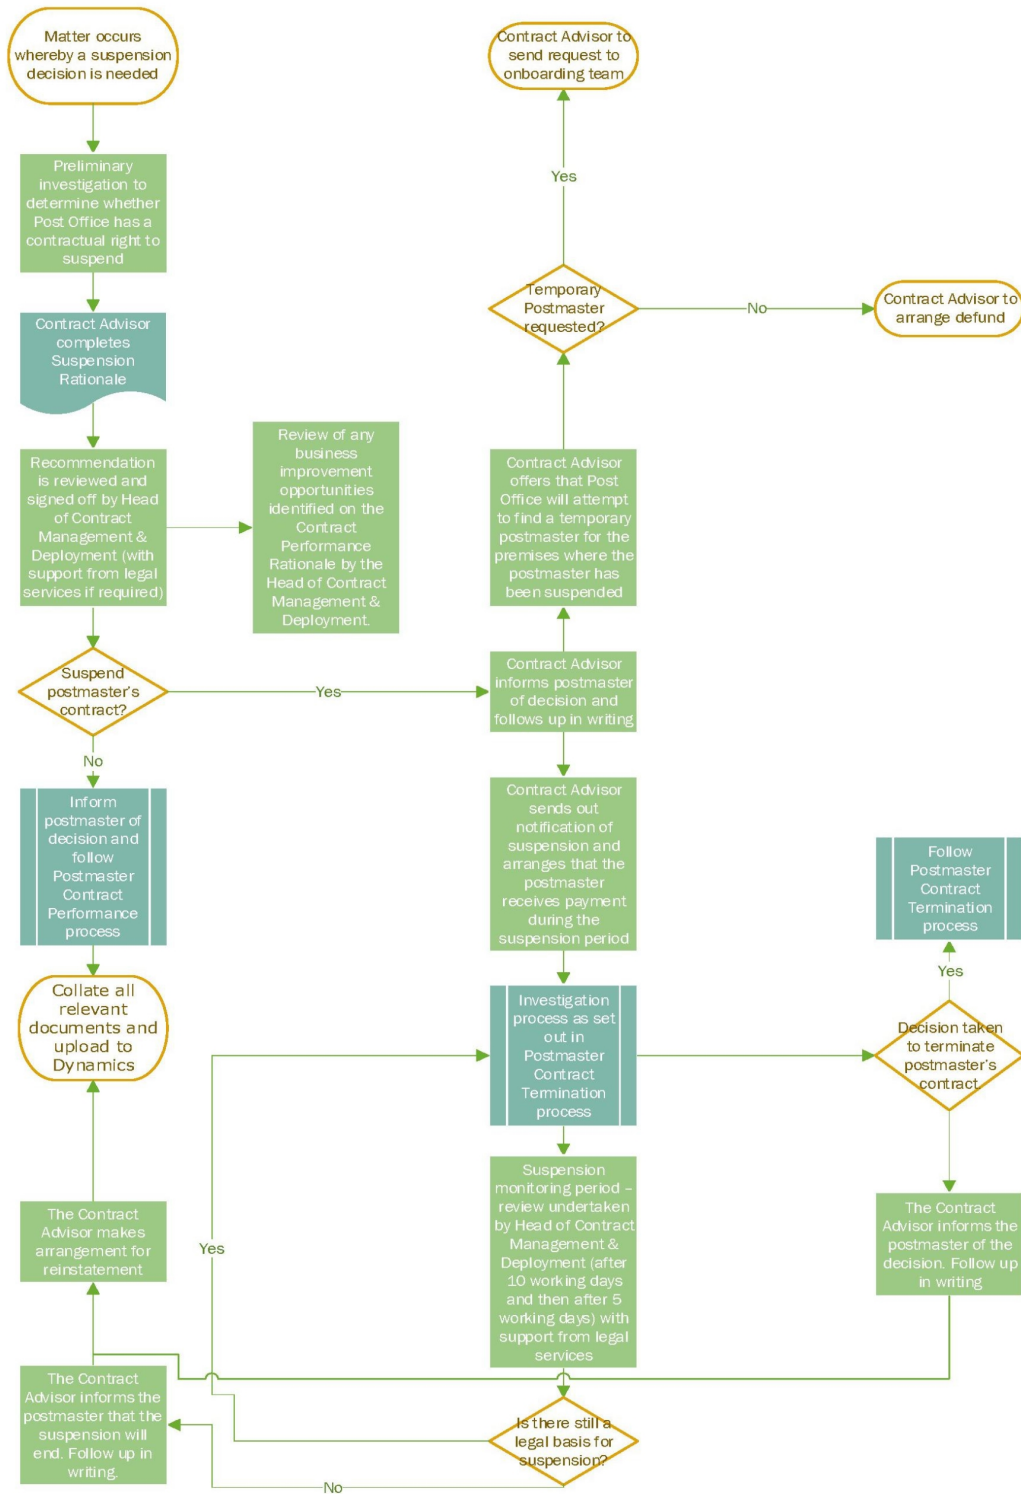 Matter occurs
whereby a suspension
decision is needed
Preliminary
investigation to
determine whether
Post Office has a
contractual right to
suspend
Contract Advisor
completes
Suspension
Rationale
Recommendation
is reviewed and
signed off by Head
of Contract
Management &
Deployment (with
support from legal
services if required)
Review of any
business
improvement
opportunities
identified on the
Contract
Performance
Rationale by the
Head of Contract
Management &
Deployment.
Suspend
postmaster's
contract?
Yes
No
Inform
postmaster of
decision and
follow
Postmaster
Contract
Performance
process
Collate all
relevant
documents and
upload to
Dynamics
The Contract
Advisor makes
arrangement for
reinstatement
The Contract
Advisor informs the
postmaster that the
suspension will
end. Follow up in
writing.
Contract Advisor to
send request to
onboarding team
Yes
Temporary
Postmaster
requested?
No
Contract Advisor to
arrange defund
Contract Advisor
offers that Post
Office will attempt
to find a temporary
postmaster for the
premises where the
postmaster has
been suspended
Contract Advisor
informs postmaster
of decision and
follows up in writing
Contract Advisor
sends out
notification of
suspension and
arranges that the
postmaster
receives payment
during the
suspension period
Investigation
process as set
out in
Postmaster
Contract
Termination
process
Suspension
monitoring period –
review undertaken
by Head of Contract
Management &
Deployment (after
10 working days
and then after 5
working days) with
support from legal
services
Is there still a
legal basis for
suspension?
Yes
No
Follow
Postmaster
Contract
Termination
process
Yes
Decision taken
to terminate
postmaster's
contract.
The Contract
Advisor informs the
postmaster of the
decision. Follow up
in writing